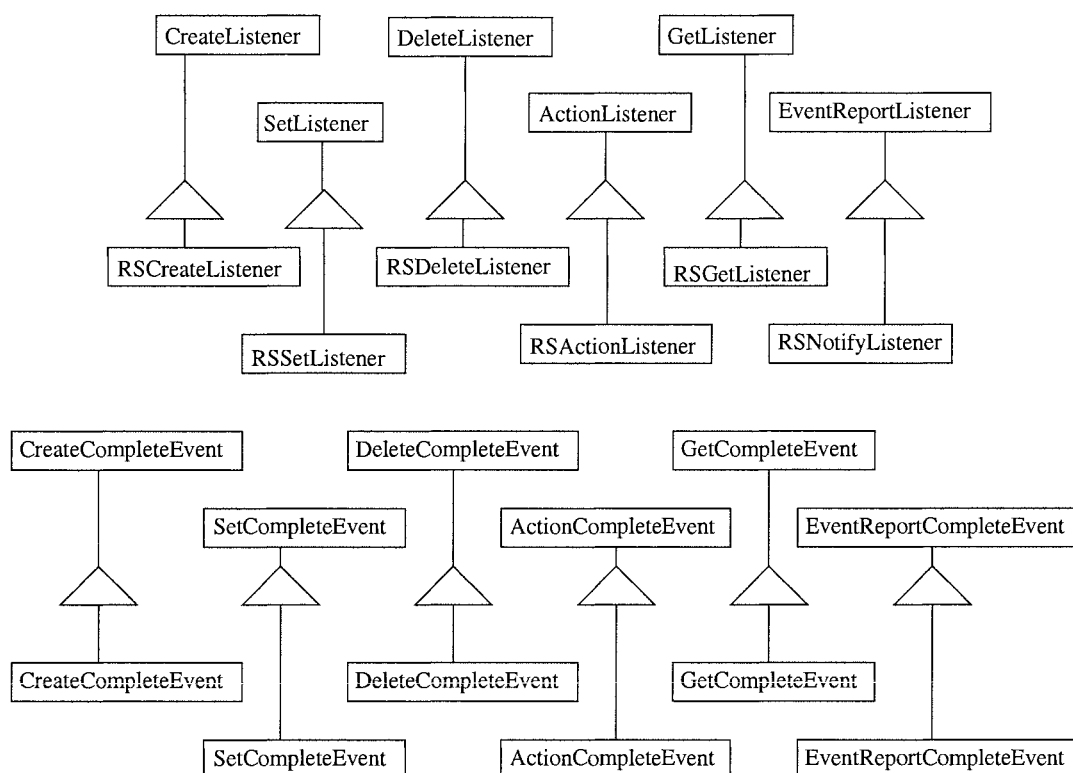 CreateListener
DeleteListener
GetListener
SetListener
ActionListener
EventReportListener
RSCreateListener
RSDeleteListener
RSGetListener
RSSetListener
RSActionListener
RSNotifyListener
CreateCompleteEvent
DeleteCompleteEvent
GetCompleteEvent
SetCompleteEvent
ActionCompleteEvent
EventReportCompleteEvent
CreateCompleteEvent
DeleteCompleteEvent
GetCompleteEvent
SetCompleteEvent
ActionCompleteEvent
EventReportCompleteEvent